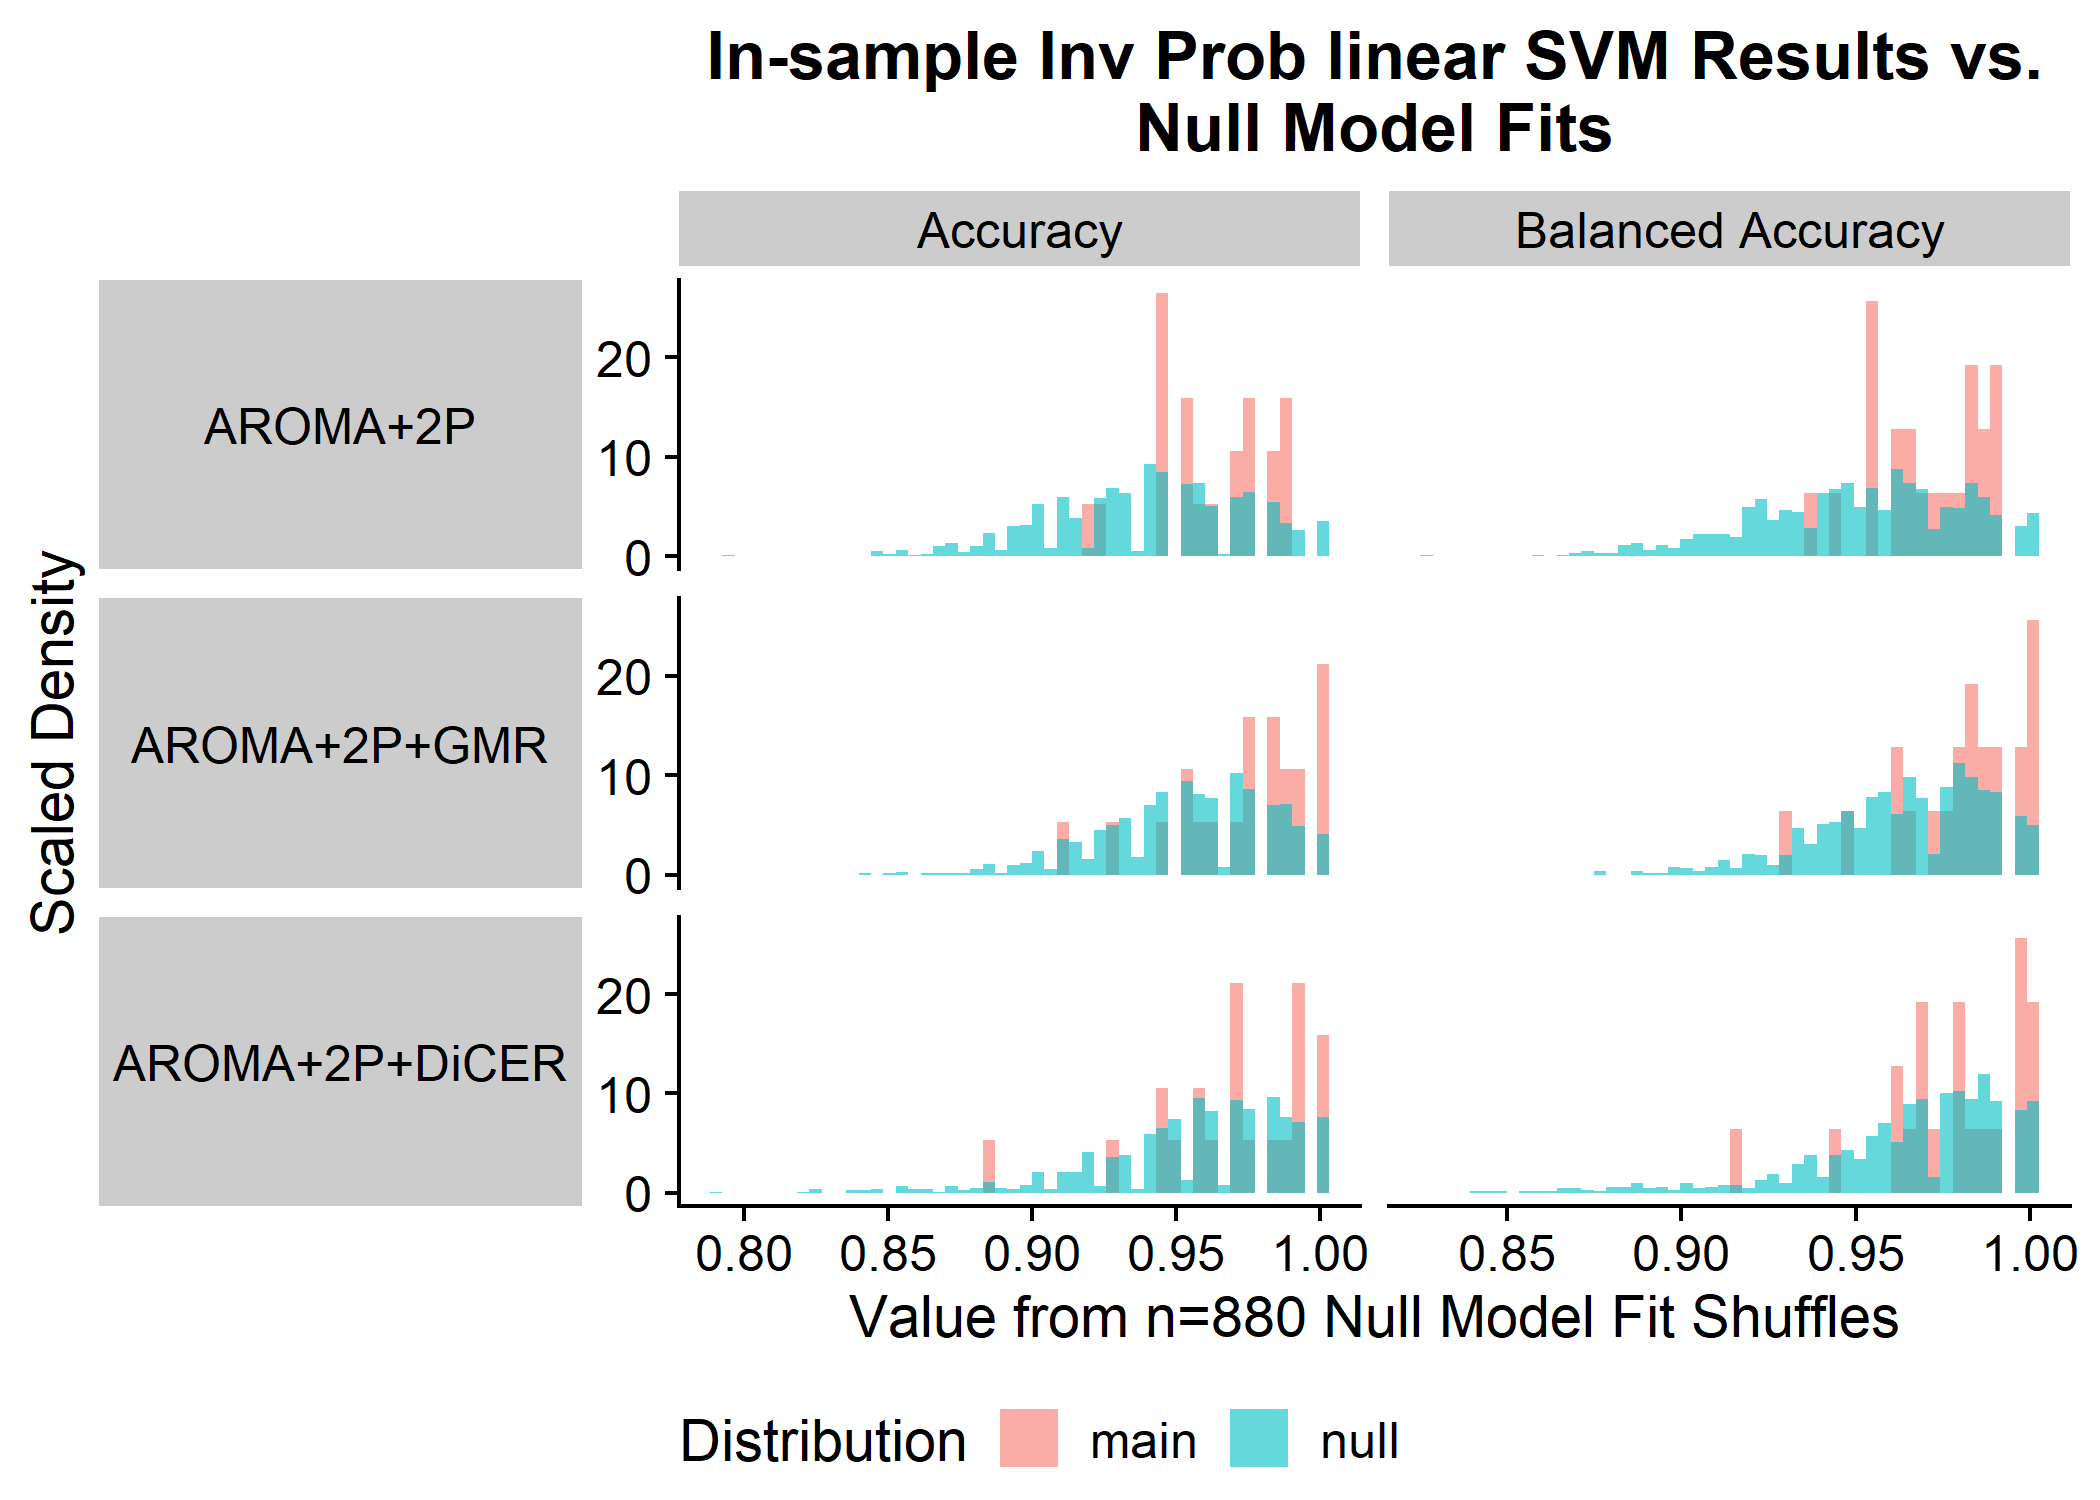 In-sample Inv Prob linear SVM Results vs.
Null Model Fits
Accuracy
Balanced Accuracy
Scaled Density
AROMA+2P
20
10
0
AROMA+2P+GMR
20
10
0
AROMA+2P+DiCER
20
10
0
0.80 0.85 0.90 0.95 1.00
0.85 0.90 0.95 1.00
Value from n=880 Null Model Fit Shuffles
Distribution main null